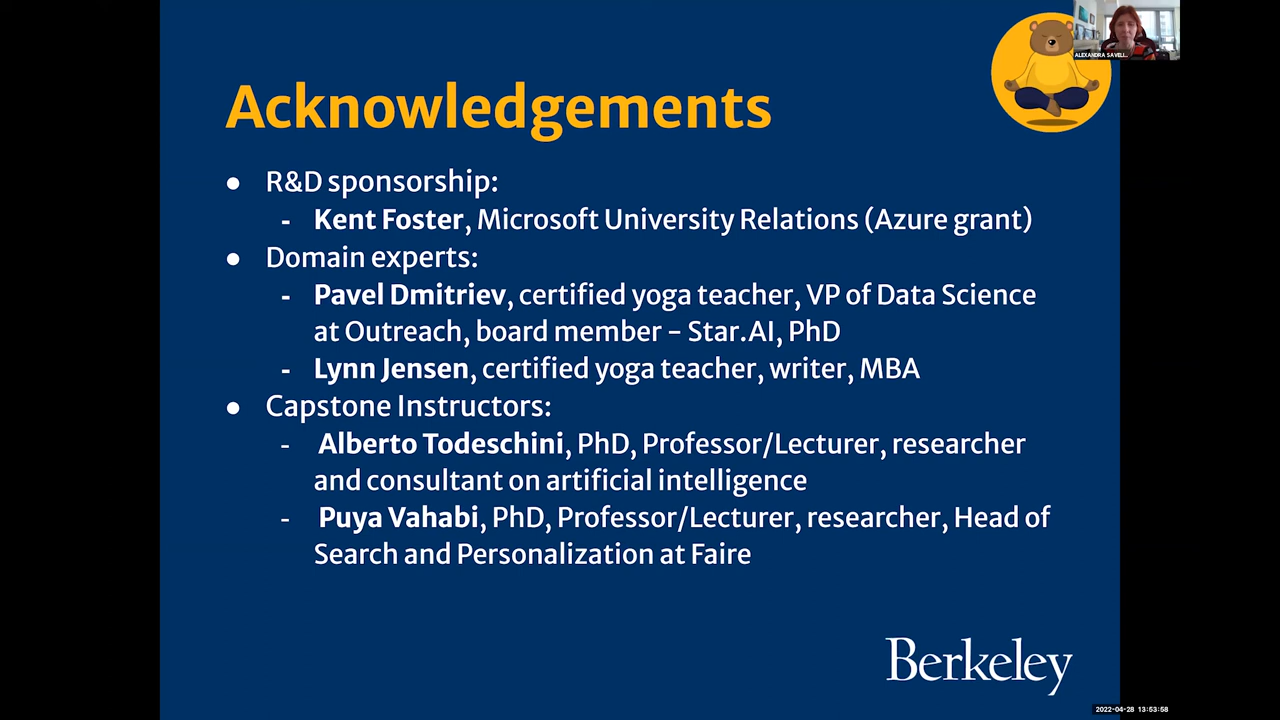 ALEXANDRA SAVELI...
Acknowledgements
● R&D sponsorship:
- Kent Foster, Microsoft University Relations (Azure grant)
● Domain experts:
- Pavel Dmitriev, certified yoga teacher, VP of Data Science
at Outreach, board member – Star.AI, PhD
- Lynn Jensen, certified yoga teacher, writer, MBA
● Capstone Instructors:
- Alberto Todeschini, PhD, Professor/Lecturer, researcher
and consultant on artificial intelligence
- Puya Vahabi, PhD, Professor/Lecturer, researcher, Head of
Search and Personalization at Faire
Berkeley
2022-04-28 13:53:58